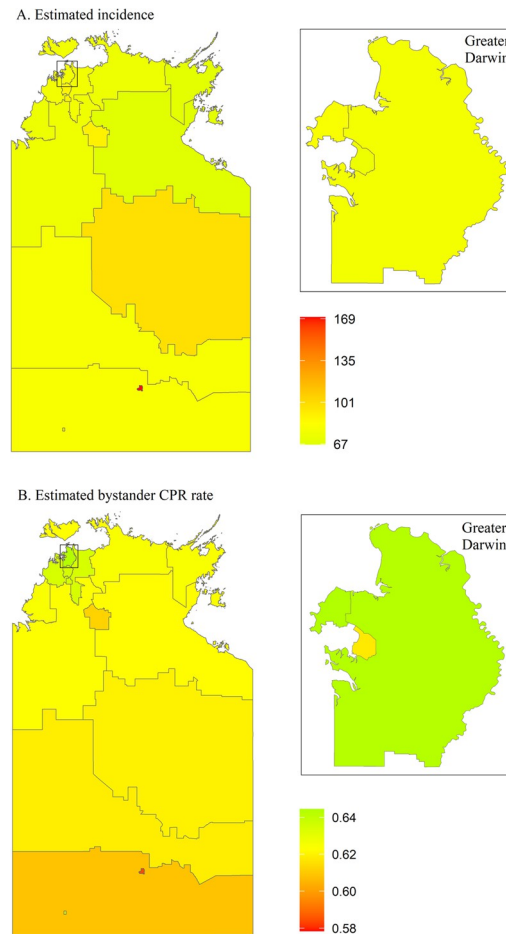 A. Estimated incidence
Greater
Darwin
169
135
101
67
B. Estimated bystander CPR rate
Greater
Darwin
0.64
0.62
0.60
0.58